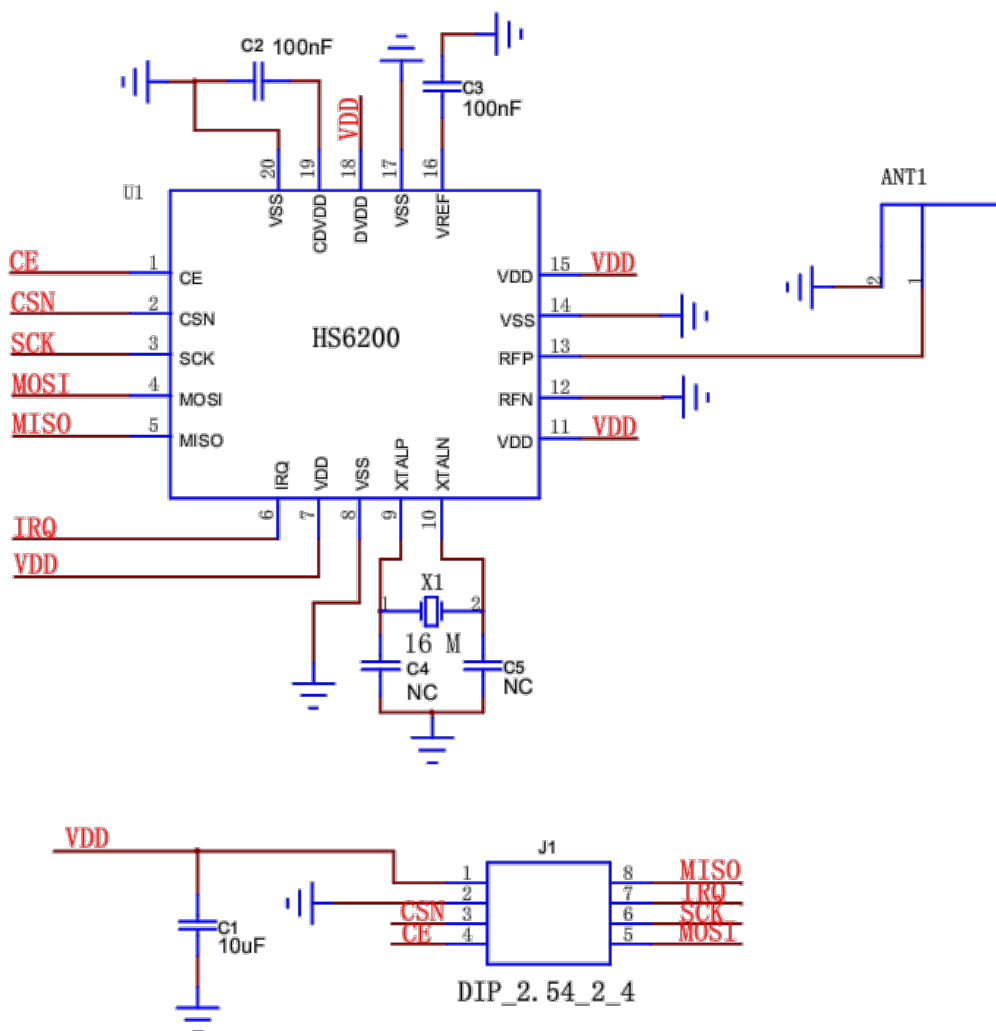 C2 100nF
C3
100nF
VDD
20
19
18
17
16
U1
VSS
CDVDD
DVDD
VSS
VREF
ANT1
CE
1
CE
VDD
15
VDD
2
1
CSN
2
CSN
VSS
14
HS6200
SCK
3
SCK
RFP
13
MOSI
4
MOSI
RFN
12
MISO
5
MISO
VDD
11
VDD
IRQ
VDD
VSS
XTALP
XTALN
6
7
8
9
10
IRQ
VDD
X1
1
2
16 M
C4
NC
C5
NC
VDD
J1
1
8
MISO
2
7
IRQ
CSN
3
6
SCK
CE
4
5
MOSI
C1
10uF
DIP_2.54_2_4